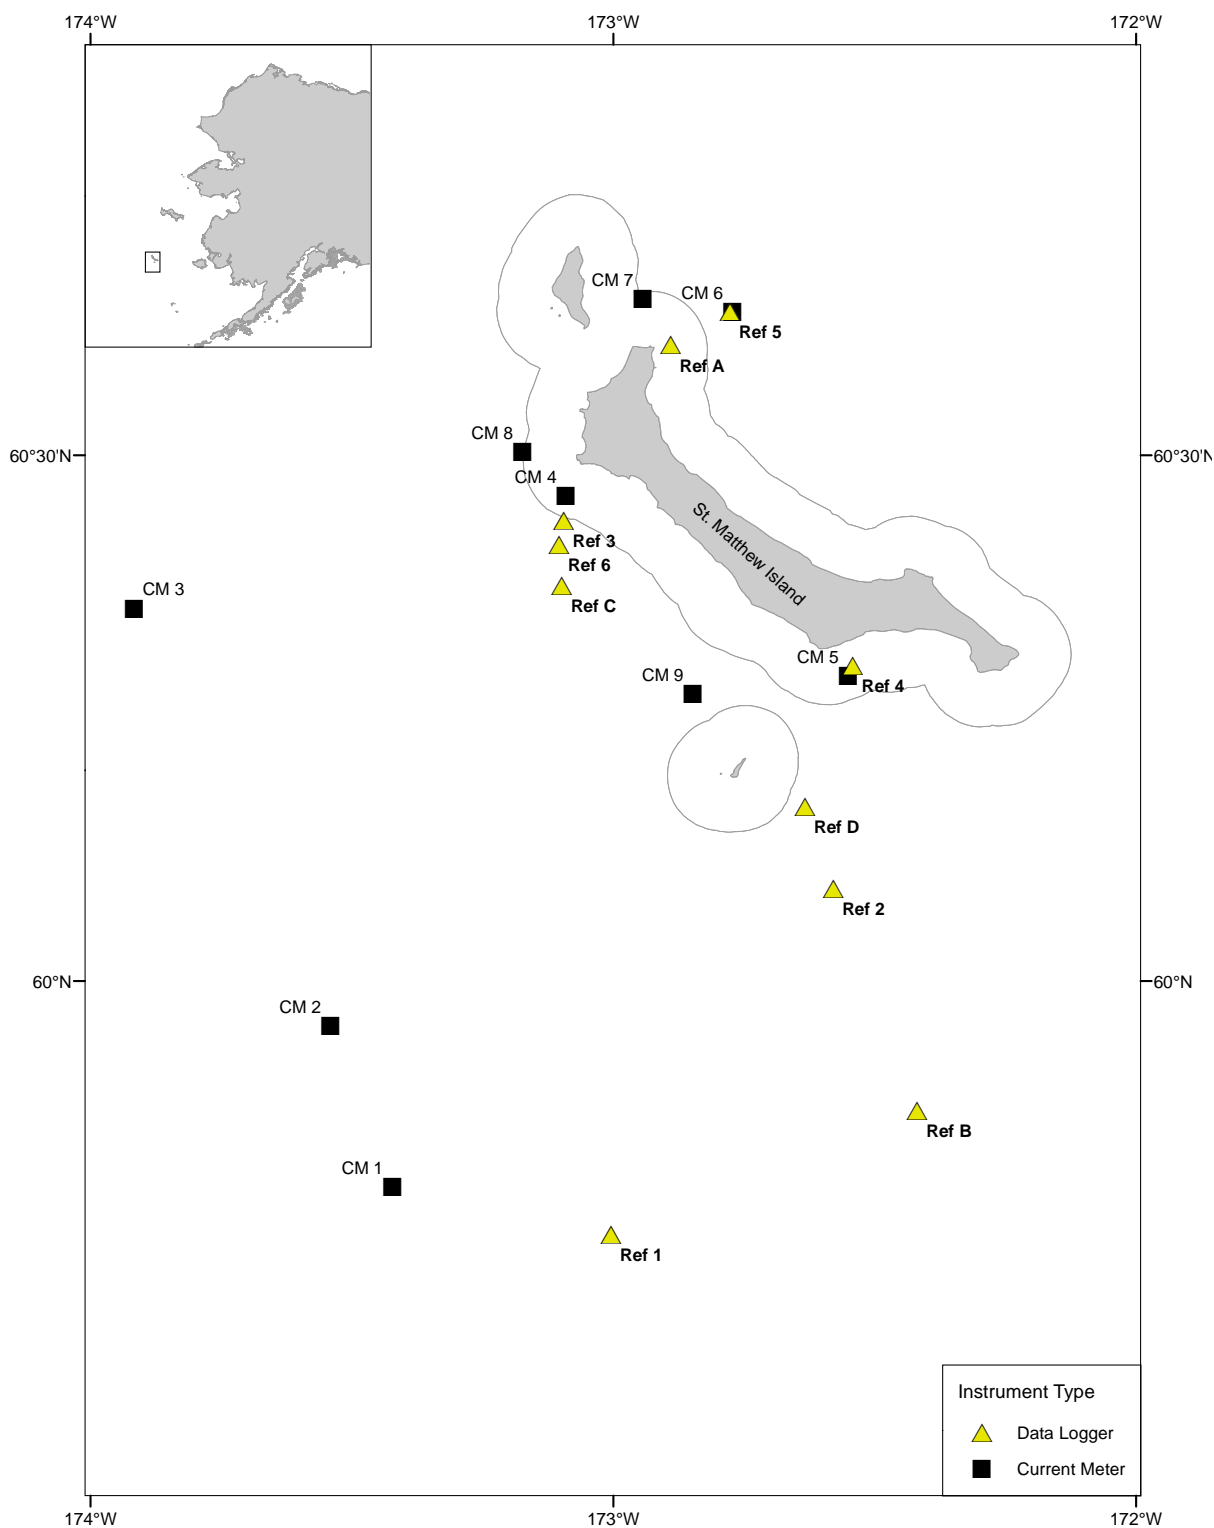 174°W
173°W
172°W
CM 7
CM 6
Ref 5
Ref A
CM 8
60°30'N
60°30'N
CM 4
St. Matthew Island
Ref 3
Ref 6
CM 3
Ref C
CM 5
CM 9
Ref 4
Ref D
Ref 2
60°N
60°N
CM 2
Ref B
CM 1
Ref 1
Instrument Type
Data Logger
Current Meter
174°W
173°W
172°W